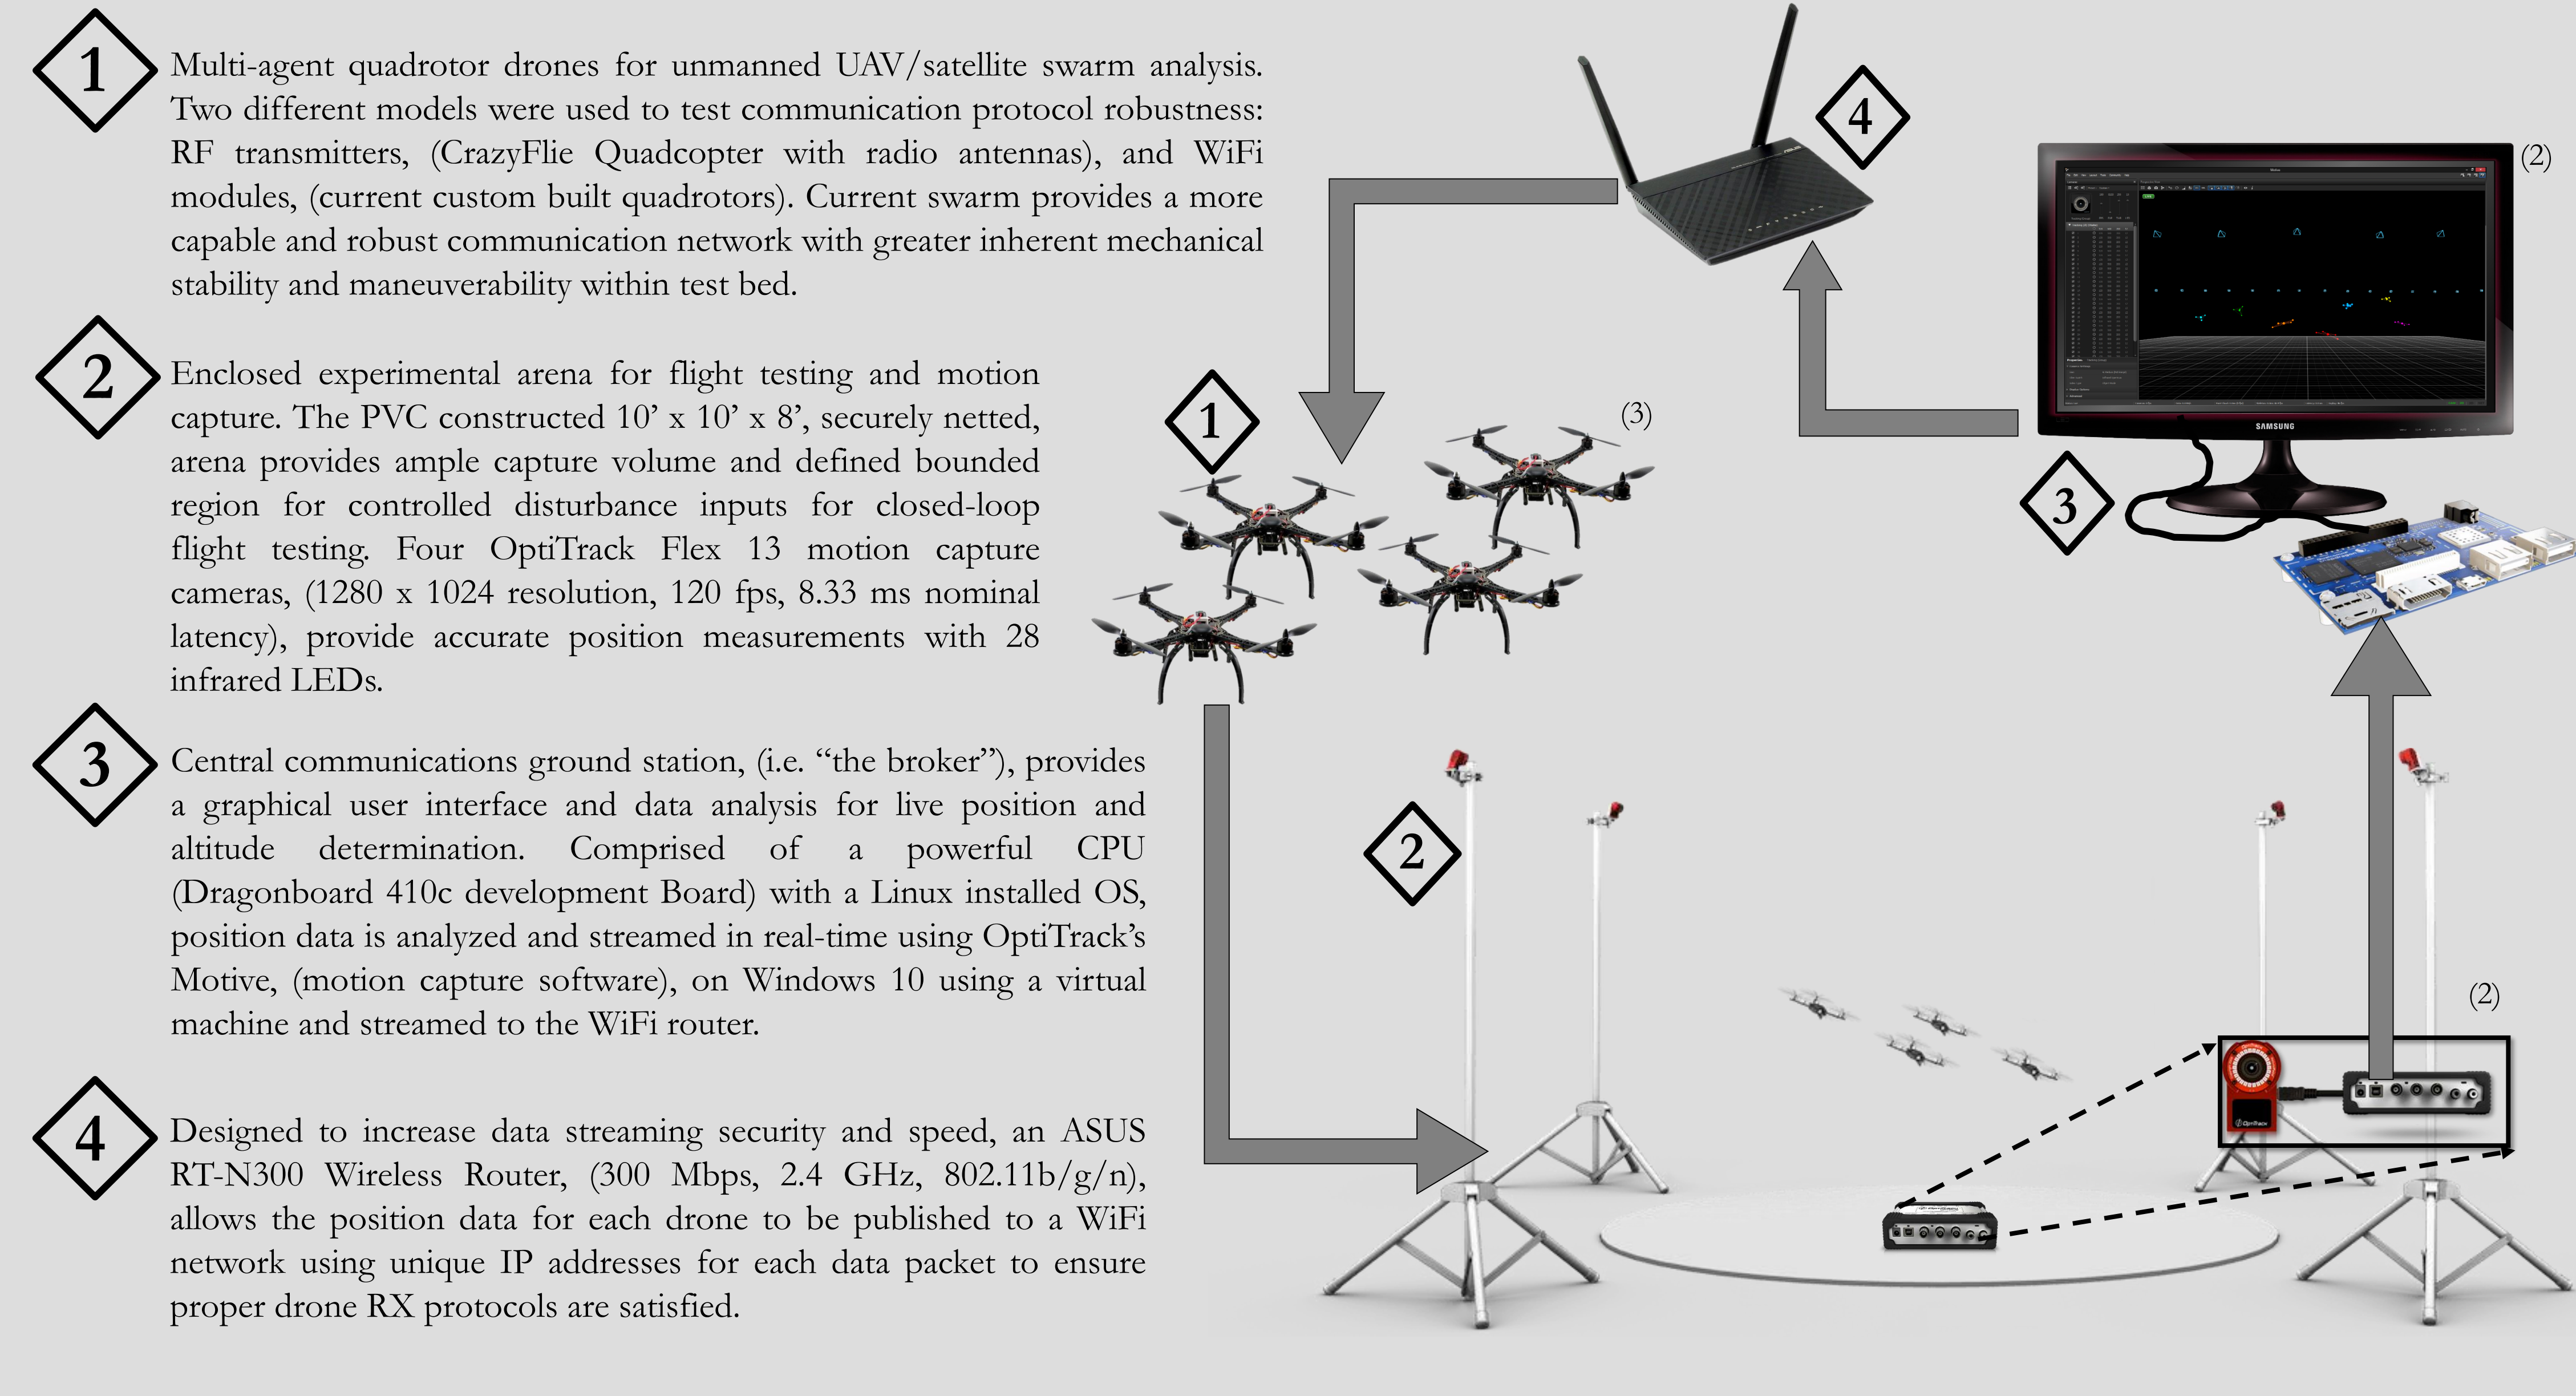 1
Multi-agent quadrotor drones for unmanned UAV/satellite swarm analysis.
Two different models were used to test communication protocol robustness:
RF transmitters, (CrazyFlie Quadcopter with radio antennas), and WiFi
modules, (current custom built quadrotors). Current swarm provides a more
capable and robust communication network with greater inherent mechanical
stability and maneuverability within test bed.
2
Enclosed experimental arena for flight testing and motion
capture. The PVC constructed 10’ x 10’ x 8’, securely netted,
arena provides ample capture volume and defined bounded
region for controlled disturbance inputs for closed-loop
flight testing. Four OptiTrack Flex 13 motion capture
cameras, (1280 x 1024 resolution, 120 fps, 8.33 ms nominal
latency), provide accurate position measurements with 28
infrared LEDs.
3
Central communications ground station, (i.e. “the broker”), provides
a graphical user interface and data analysis for live position and
altitude determination. Comprised of a powerful CPU
(Dragonboard 410c development Board) with a Linux installed OS,
position data is analyzed and streamed in real-time using OptiTrack’s
Motive, (motion capture software), on Windows 10 using a virtual
machine and streamed to the WiFi router.
4
Designed to increase data streaming security and speed, an ASUS
RT-N300 Wireless Router, (300 Mbps, 2.4 GHz, 802.11b/g/n),
allows the position data for each drone to be published to a WiFi
network using unique IP addresses for each data packet to ensure
proper drone RX protocols are satisfied.
4
(2)
SAMSUNG
1
(3)
3
2
(2)
OptiTrack